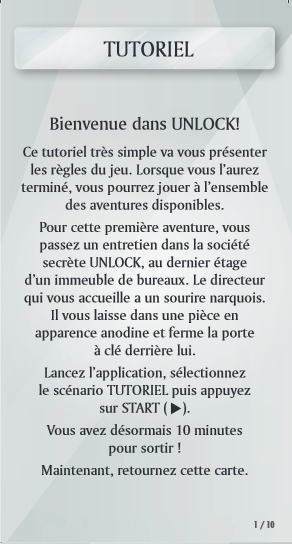 TUTORIEL
Bienvenue dans UNLOCK!
Ce tutoriel très simple va vous présenter
les règles du jeu. Lorsque vous l'aurez
terminé, vous pourrez jouer à l'ensemble
des aventures disponibles.
Pour cette première aventure, vous
passez un entretien dans la société
secrète UNLOCK, au dernier étage
d'un immeuble de bureaux. Le directeur
qui vous accueille a un sourire narquois.
Il vous laisse dans une pièce en
apparence anodine et ferme la porte
à clé derrière lui.
Lancez l'application, sélectionnez
le scénario TUTORIEL puis appuyez
sur START (▶).
Vous avez désormais 10 minutes
pour sortir !
Maintenant, retournez cette carte.
1 / 10